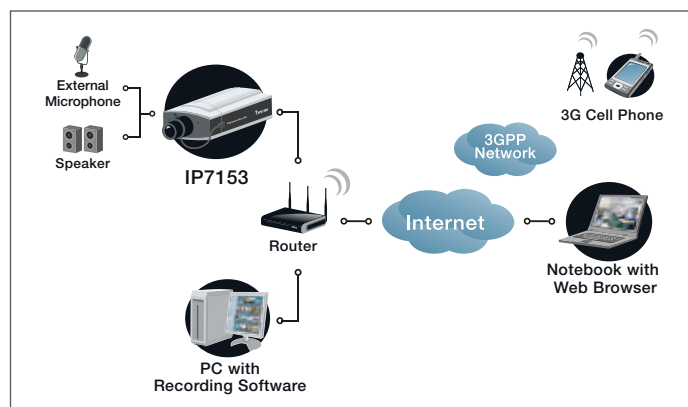 External
Microphone
Speaker
IP7153
3G Cell Phone
3GPP
Network
Router
Internet
Notebook with
Web Browser
PC with
Recording Software